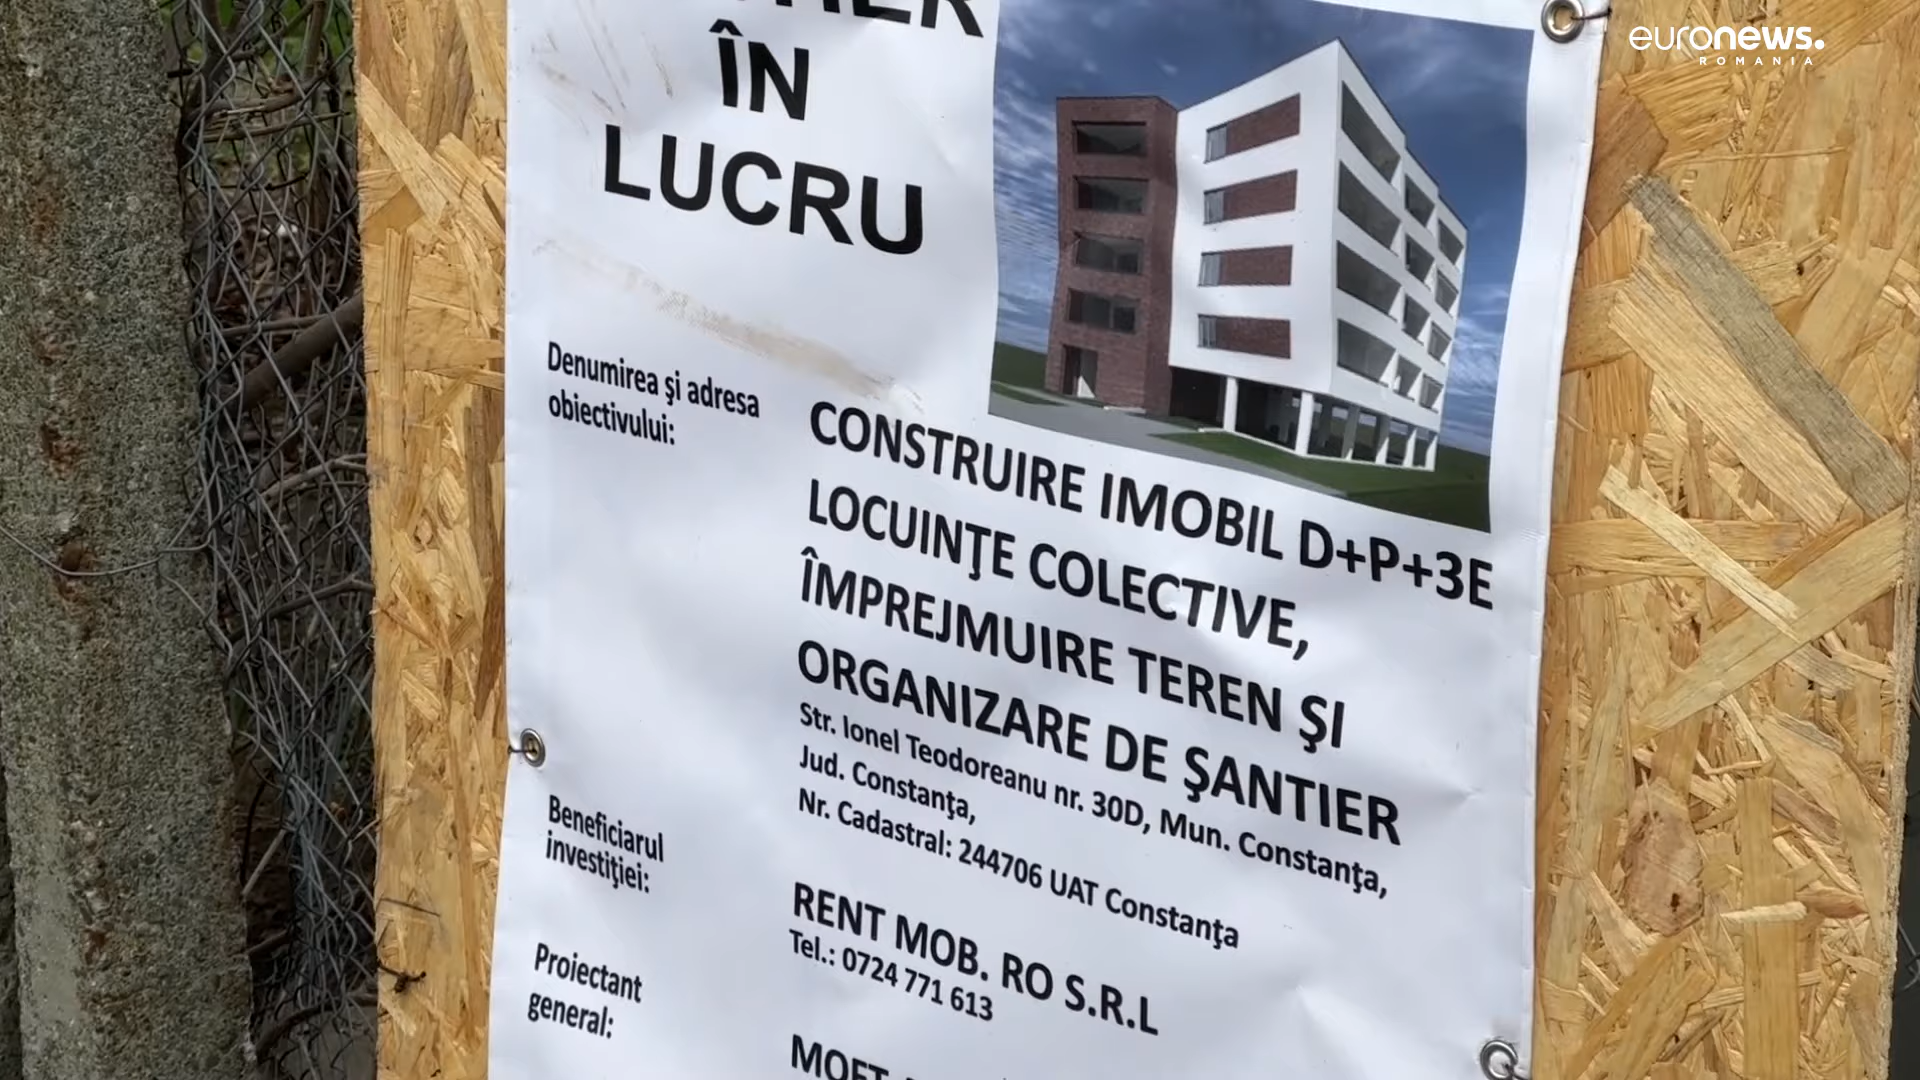 euronews.
ROMANIA
ÎN
LUCRU
Denumirea şi adresa
obiectivului:
CONSTRUIRE IMOBIL D+P+3E
LOCUINŢE COLECTIVE,
ÎMPREJMUIRE TEREN ŞI
ORGANIZARE DE ŞANTIER
Str. Ionel Teodoreanu nr. 30D, Mun. Constanţa,
Jud. Constanţa,
Nr. Cadastral: 244706 UAT Constanţa
Beneficiarul
investiţiei:
RENT MOB. RO S.R.L
Tel.: 0724 771 613
Proiectant
general: